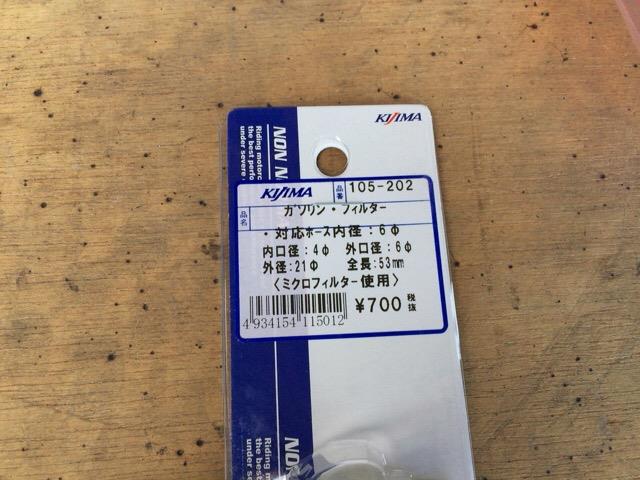 KIJIMA
NON N
Riding motorc
the best perfo
under severe
KIJIMA 品番 105-202
品名 ガソリン・フィルター
・対応ホース内径：6φ
内口径：4φ 外口径：6φ
外径：21φ 全長：53mm
〈ミクロフィルター使用〉
¥700 税抜
4 934154 115012
NON
Riding m
the best
under se